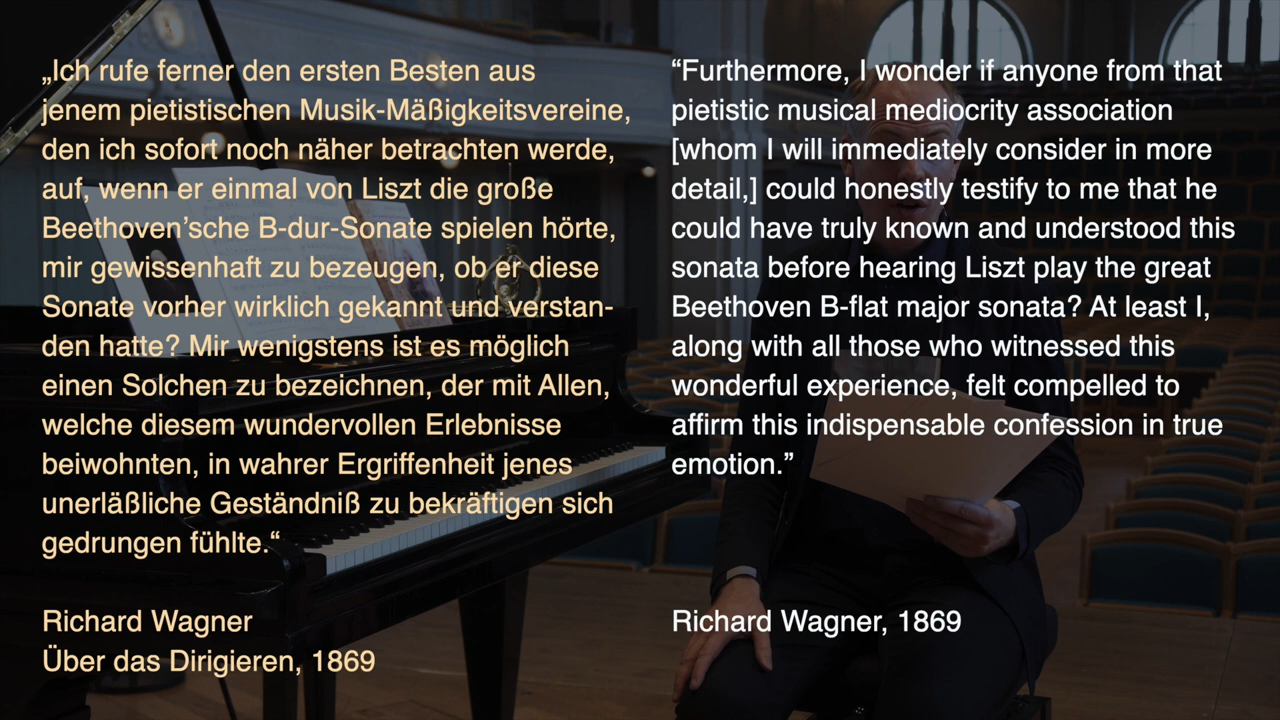 „Ich rufe ferner den ersten Besten aus
jenem pietistischen Musik-Mäßigkeitsvereine,
den ich sofort noch näher betrachten werde,
auf, wenn er einmal von Liszt die große
Beethoven’sche B-dur-Sonate spielen hörte,
mir gewissenhaft zu bezeugen, ob er diese
Sonate vorher wirklich gekannt und verstan-
den hatte? Mir wenigstens ist es möglich
einen Solchen zu bezeichnen, der mit Allen,
welche diesem wundervollen Erlebnisse
beiwohnten, in wahrer Ergriffenheit jenes
unerläßliche Geständniß zu bekräftigen sich
gedrungen fühlte.“
Richard Wagner
Über das Dirigieren, 1869
“Furthermore, I wonder if anyone from that
pietistic musical mediocrity association
[whom I will immediately consider in more
detail,] could honestly testify to me that he
could have truly known and understood this
sonata before hearing Liszt play the great
Beethoven B-flat major sonata? At least I,
along with all those who witnessed this
wonderful experience, felt compelled to
affirm this indispensable confession in true
emotion.”
Richard Wagner, 1869